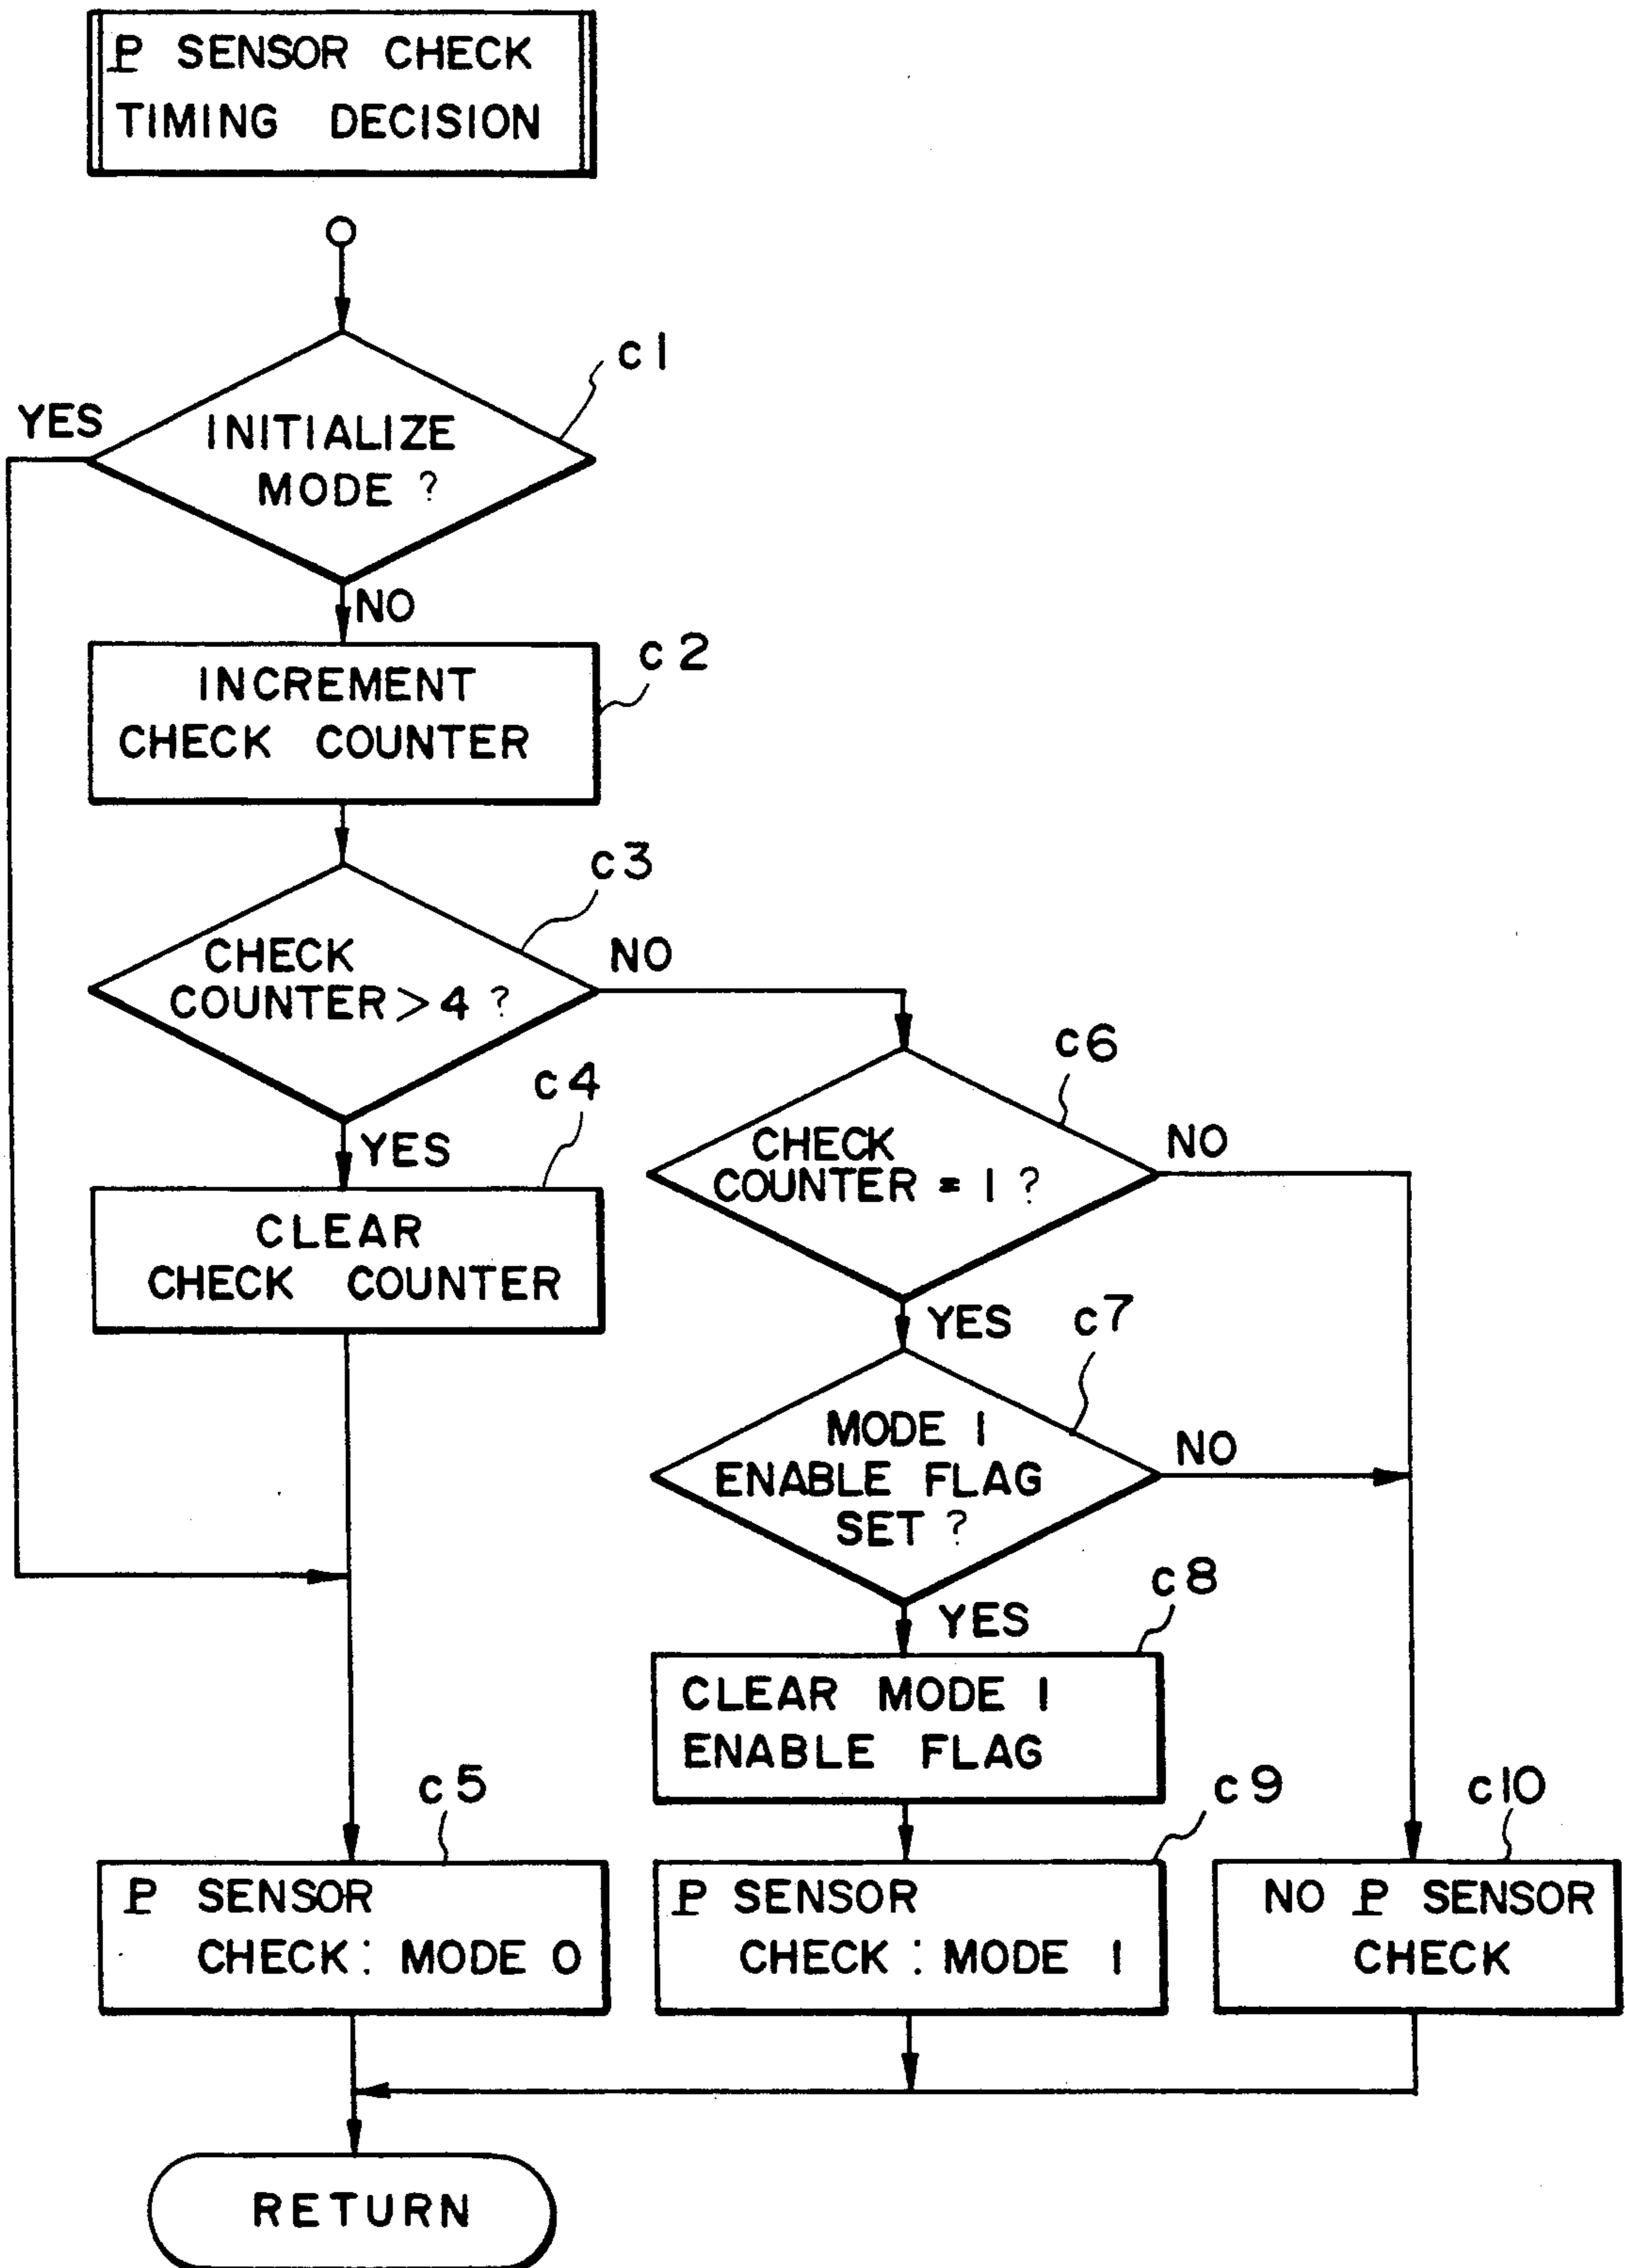 P SENSOR CHECK
TIMING DECISION
c1
YES
INITIALIZE
MODE ?
NO
c2
INCREMENT
CHECK COUNTER
c3
CHECK
COUNTER > 4 ?
NO
c4
YES
CLEAR
CHECK COUNTER
c6
CHECK
COUNTER = 1 ?
NO
YES
c7
MODE 1
ENABLE FLAG
SET ?
NO
YES
c8
CLEAR MODE 1
ENABLE FLAG
c5
P SENSOR
CHECK: MODE 0
c9
P SENSOR
CHECK: MODE 1
c10
NO P SENSOR
CHECK
RETURN